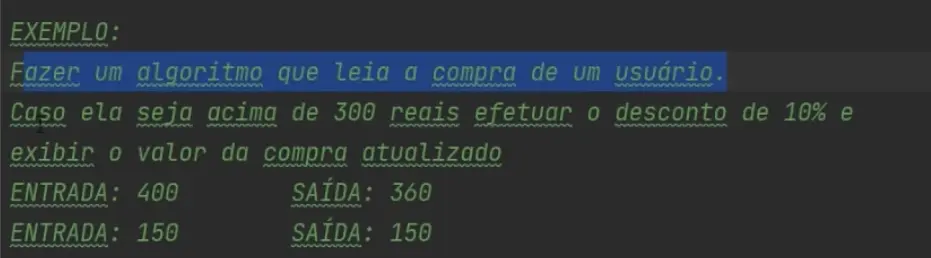 EXEMPLO:
Fazer um algoritmo que leia a compra de um usuário.
Caso ela seja acima de 300 reais efetuar o desconto de 10% e
exibir o valor da compra atualizado
ENTRADA: 400 SAÍDA: 360
ENTRADA: 150 SAÍDA: 150